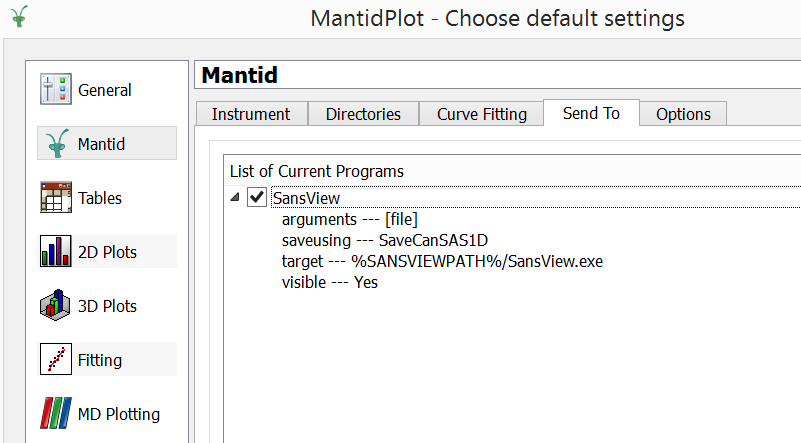 MantidPlot - Choose default settings
General
Mantid
Tables
2D Plots
3D Plots
Fitting
MD Plotting
Mantid
Instrument Directories Curve Fitting Send To Options
List of Current Programs
SansView
arguments --- [file]
saveusing --- SaveCanSAS1D
target --- %SANSVIEWPATH%/SansView.exe
visible --- Yes